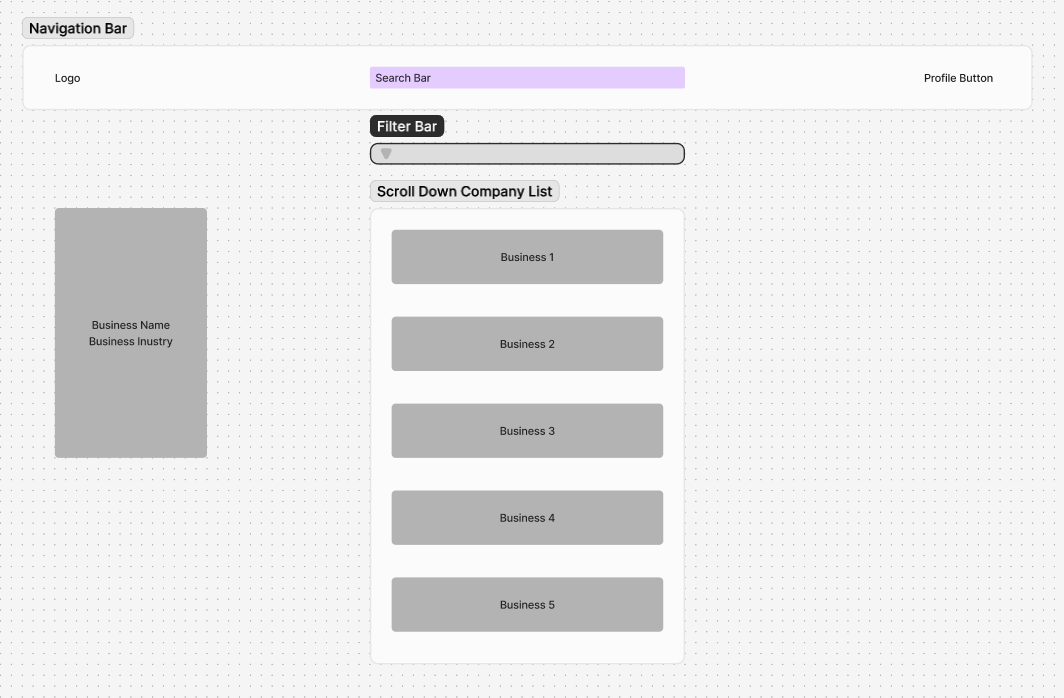 Navigation Bar
Logo
Search Bar
Profile Button
Filter Bar
Scroll Down Company List
Business Name
Business Inustry
Business 1
Business 2
Business 3
Business 4
Business 5